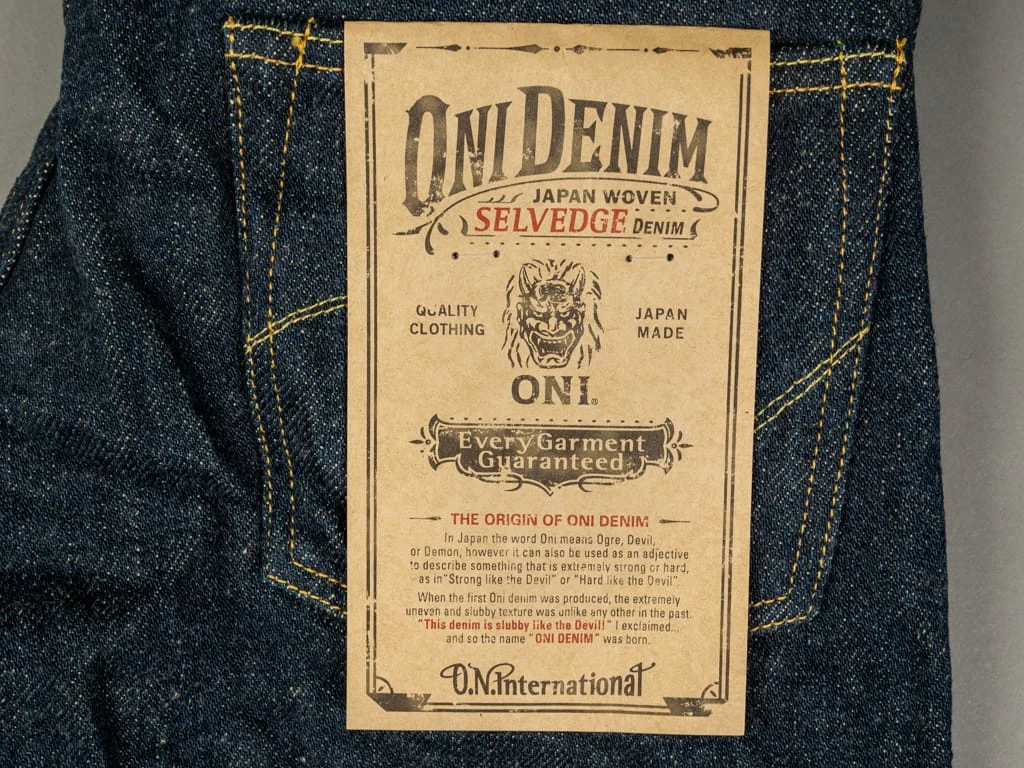 ONI DENIM
JAPAN WOVEN
SELVEDGE DENIM
QUALITY
CLOTHING
JAPAN
MADE
ONI®
Every Garment
Guaranteed
THE ORIGIN OF ONI DENIM
In Japan the word Oni means Ogre, Devil,
or Demon, however it can also be used as an adjective
to describe something that is extremely strong or hard,
as in "Strong like the Devil" or "Hard like the Devil".
When the first Oni denim was produced, the extremely
uneven and slubby texture was unlike any other in the past.
"This denim is slubby like the Devil!" I exclaimed...
and so the name "ONI DENIM" was born.
O.N.International